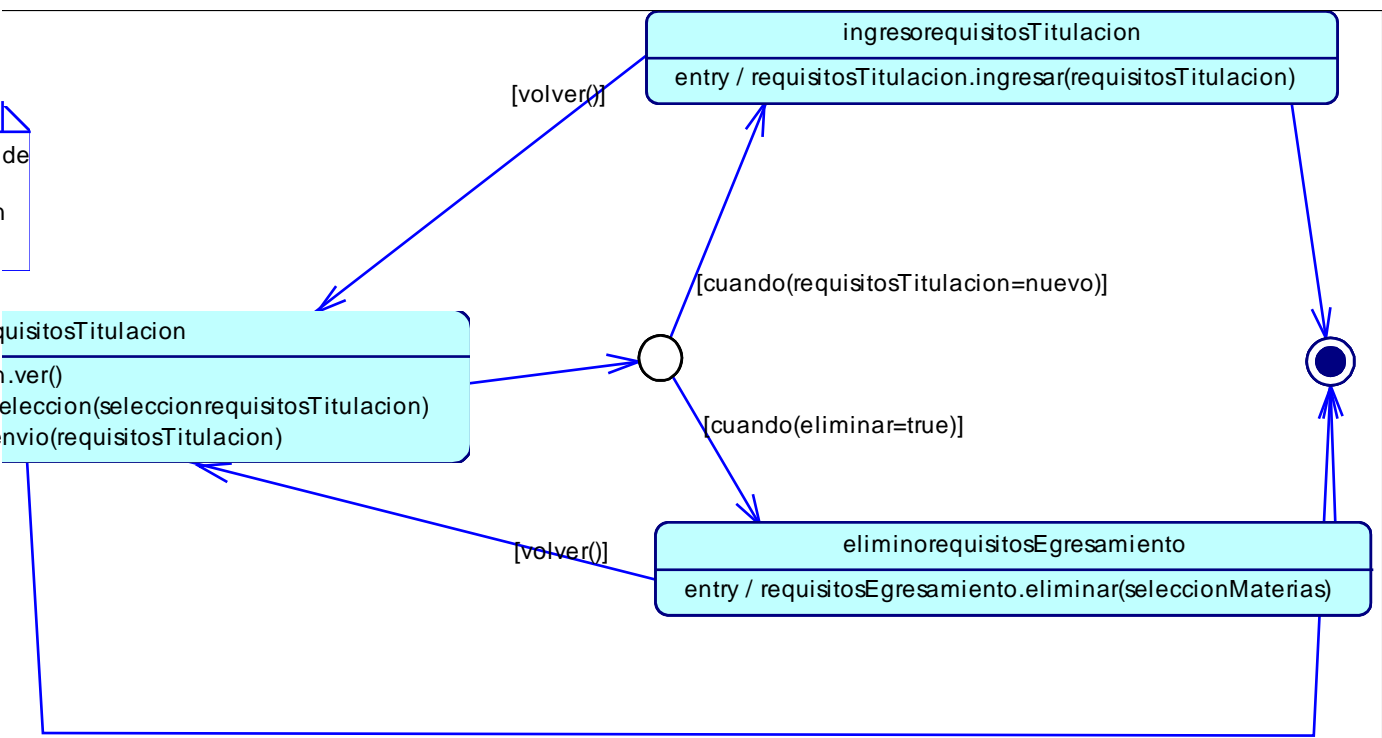 ingresorequisitosTitulacion
entry / requisitosTitulacion.ingresar(requisitosTitulacion)
[volver()]
de
n
[cuando(requisitosTitulacion=nuevo)]
quisitosTitulacion
n.ver()
eleccion(seleccionrequisitosTitulacion)
envio(requisitosTitulacion)
[cuando(eliminar=true)]
[volver()]
eliminorequisitosEgresamiento
entry / requisitosEgresamiento.eliminar(seleccionMaterias)